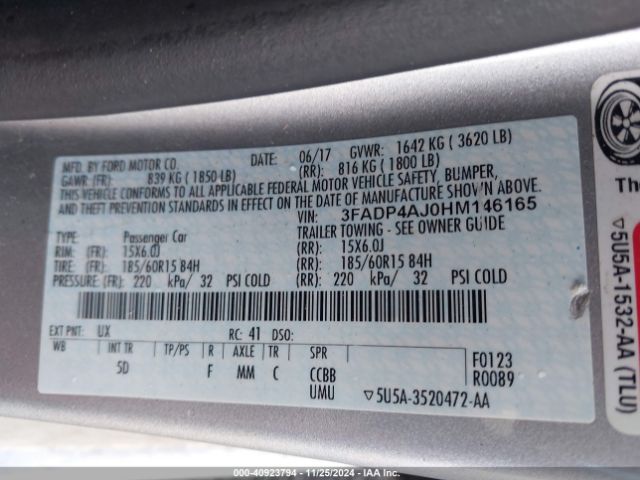 MFD. BY FORD MOTOR CO. DATE: 06/17 GVWR: 1642 KG ( 3620 LB)
GAWR (FR): 839 KG ( 1850 LB) (RR): 816 KG ( 1800 LB)
THIS VEHICLE CONFORMS TO ALL APPLICABLE FEDERAL MOTOR VEHICLE SAFETY, BUMPER,
AND THEFT PREVENTION STANDARDS IN EFFECT ON THE DATE OF MANUFACTURE SHOWN ABOVE.
VIN: 3FADP4AJ0HM146165
TYPE: Passenger Car TRAILER TOWING - SEE OWNER GUIDE
RIM: (FR): 15X6.0J (RR): 15X6.0J
TIRE: (FR): 185/60R15 84H (RR): 185/60R15 84H
PRESSURE: (FR): 220 kPa/ 32 PSI COLD (RR): 220 kPa/ 32 PSI COLD
EXT PNT: UX RC: 41 DSO:
WB INT TR TP/PS R AXLE TR SPR F0123
5D F MM C CCBB R0089
UMU ▽5U5A-3520472-AA
▽5U5A-1532-AA (TLU)
000-40923794 - 11/25/2024 - IAA Inc.